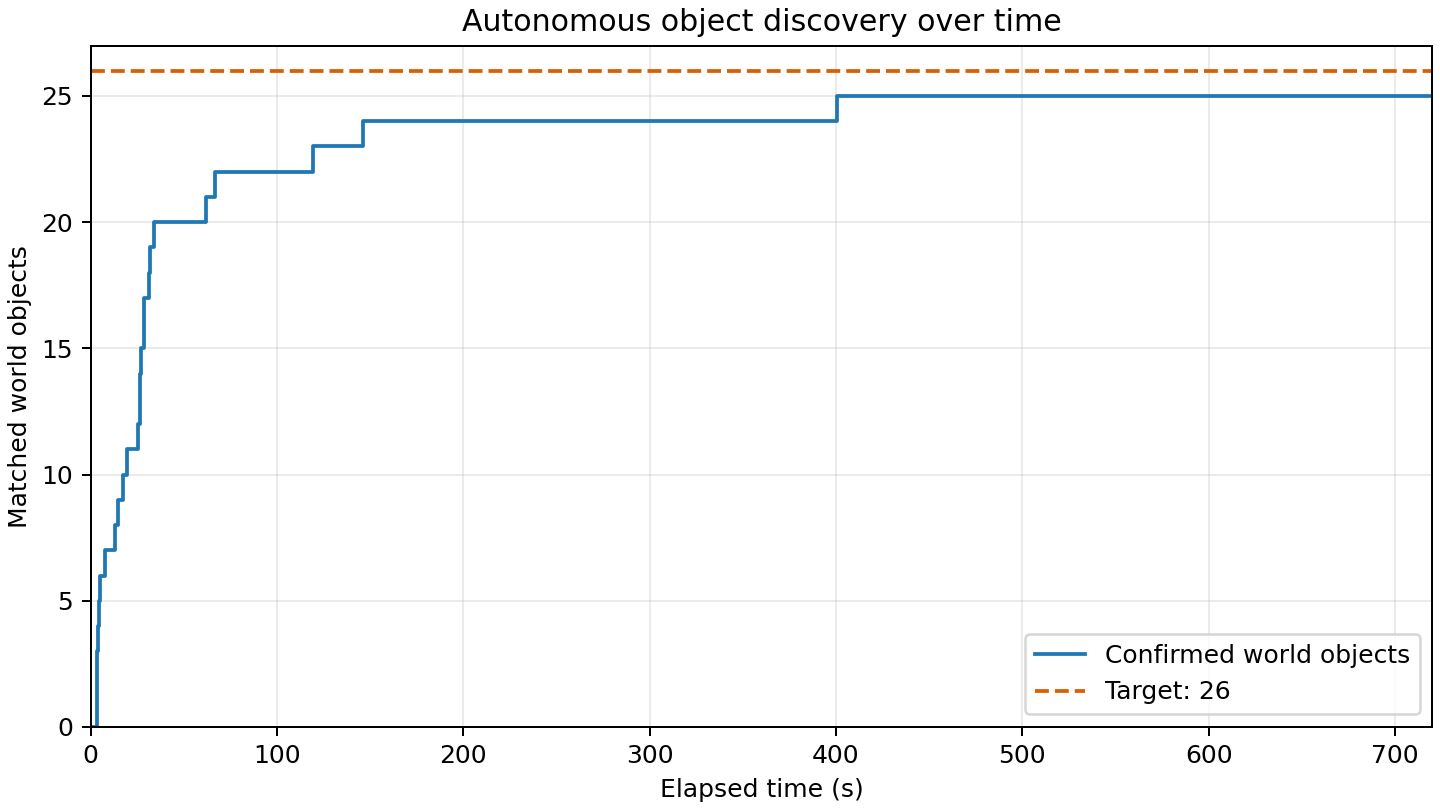 Autonomous object discovery over time
Matched world objects
25
20
15
10
5
0
0 100 200 300 400 500 600 700
Elapsed time (s)
Confirmed world objects
Target: 26